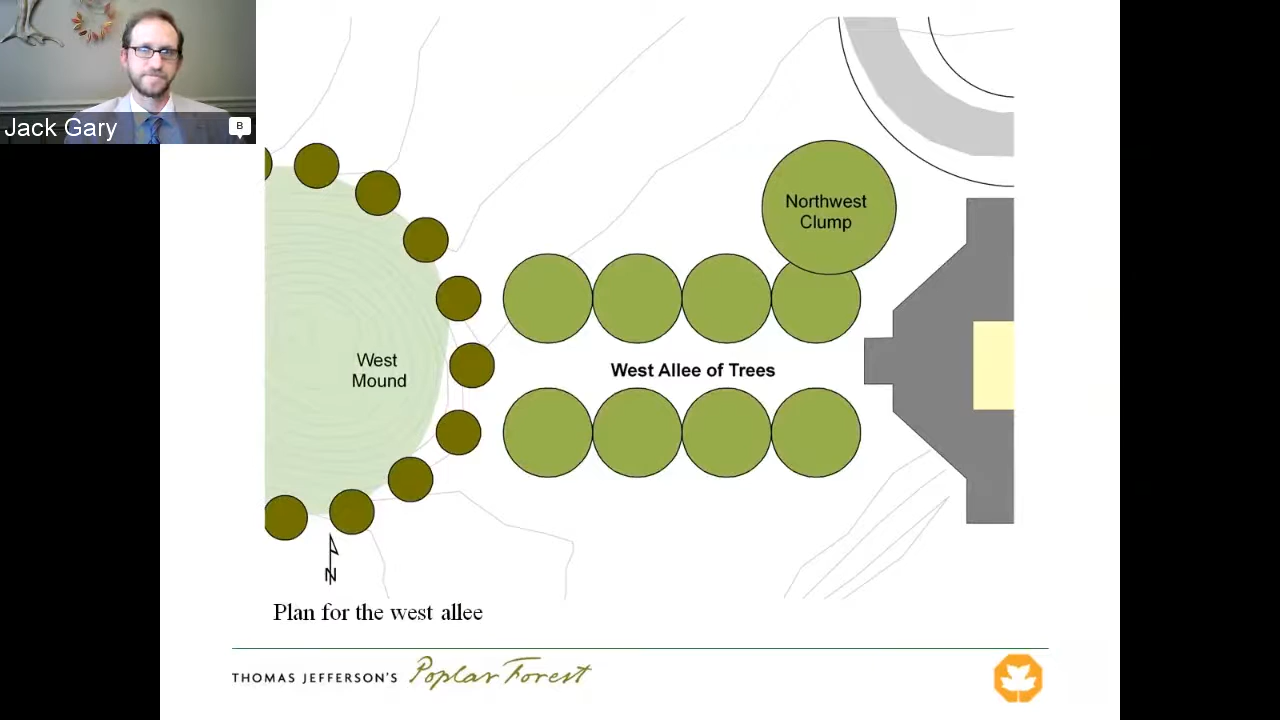 Jack Gary
B
Northwest
Clump
West
Mound
West Allee of Trees
N
Plan for the west allee
THOMAS JEFFERSON'S Poplar Forest